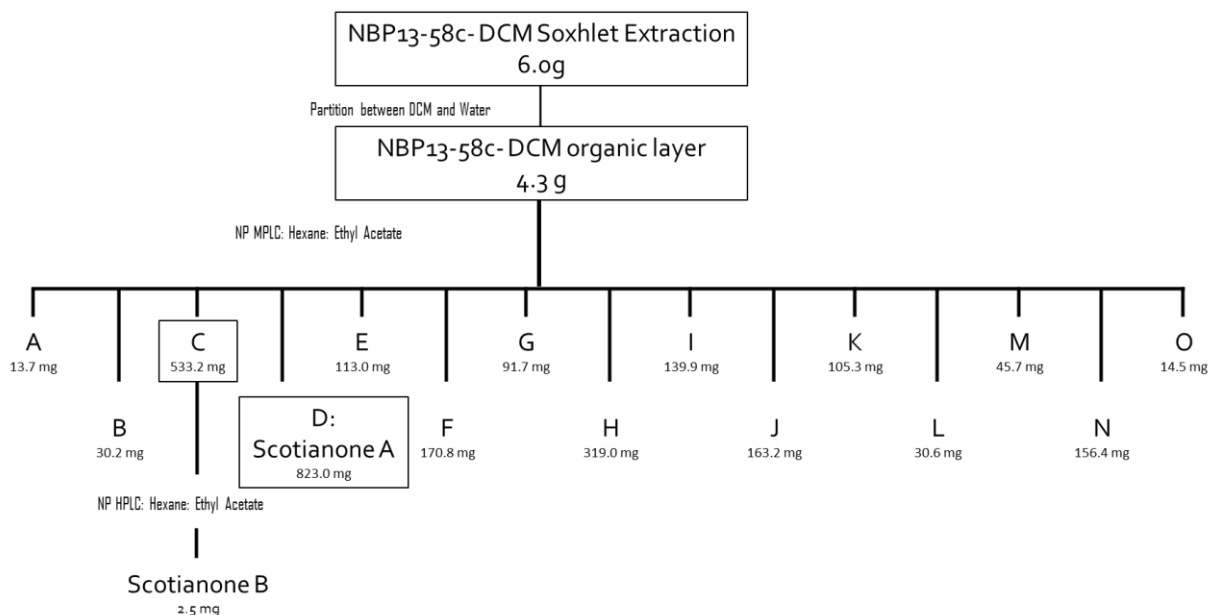 NBP13-58c- DCM Soxhlet Extraction
6.0g
Partition between DCM and Water
NBP13-58c- DCM organic layer
4.3 g
NP MPLC: Hexane: Ethyl Acetate
A
13.7 mg
B
30.2 mg
C
533.2 mg
D:
Scotianone A
823.0 mg
E
113.0 mg
F
170.8 mg
G
91.7 mg
H
319.0 mg
I
139.9 mg
J
163.2 mg
K
105.3 mg
L
30.6 mg
M
45.7 mg
N
156.4 mg
O
14.5 mg
NP HPLC: Hexane: Ethyl Acetate
Scotianone B
2.5 mg